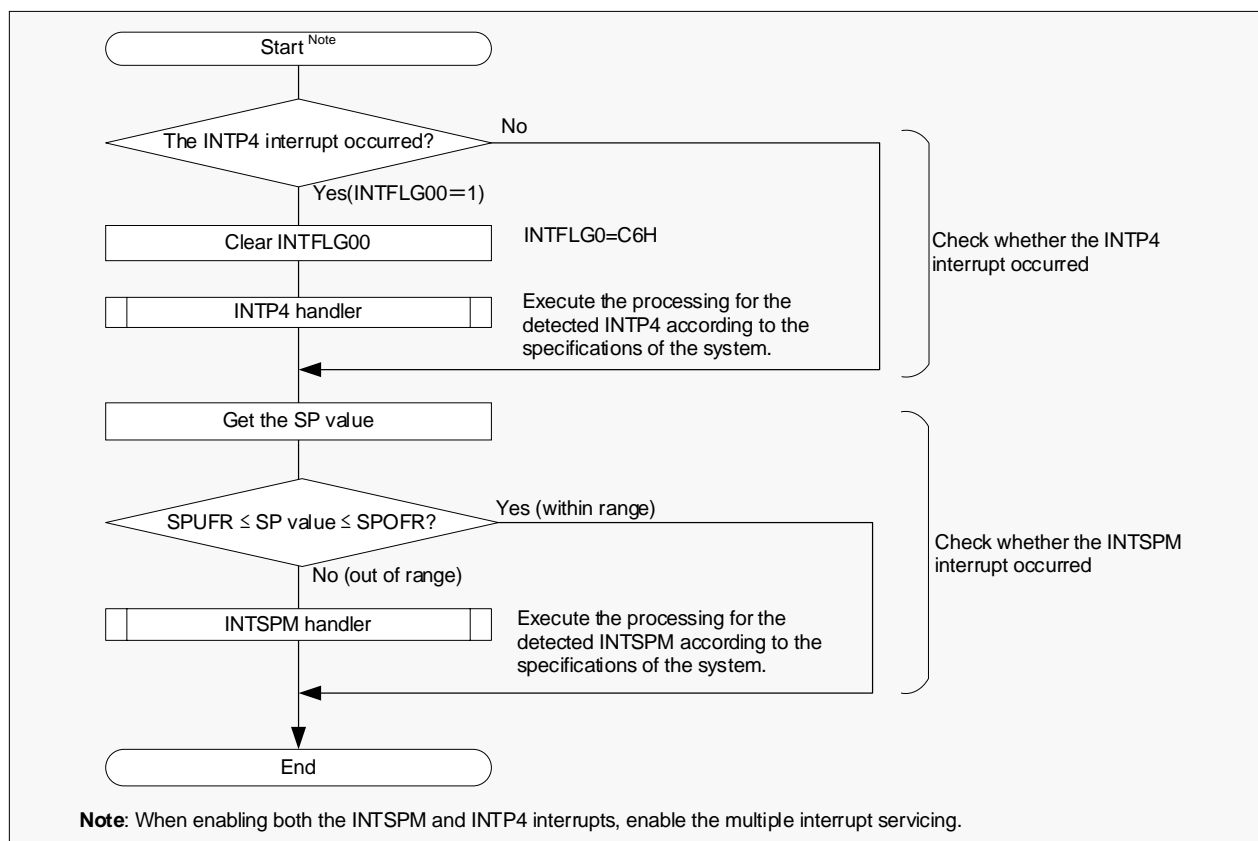 Start Note
The INTP4 interrupt occurred?
No
Yes(INTFLG00＝1)
Clear INTFLG00
INTFLG0=C6H
INTP4 handler
Execute the processing for the
detected INTP4 according to the
specifications of the system.
Check whether the INTP4
interrupt occurred
Get the SP value
SPUFR ≤ SP value ≤ SPOFR?
Yes (within range)
No (out of range)
INTSPM handler
Execute the processing for the
detected INTSPM according to the
specifications of the system.
Check whether the INTSPM
interrupt occurred
End
Note: When enabling both the INTSPM and INTP4 interrupts, enable the multiple interrupt servicing.